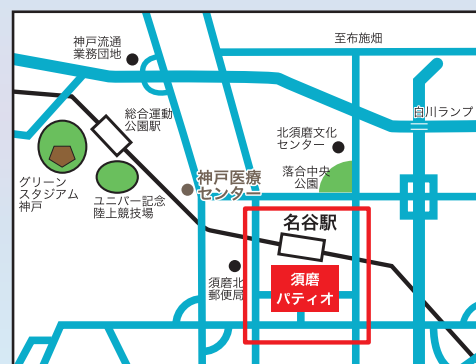 神戸流通
業務団地
至布施畑
総合運動
公園駅
白川ランプ
北須磨文化
センター
グリーン
スタジアム
神戸
ユニバー記念
陸上競技場
神戸医療
センター
落合中央
公園
名谷駅
須磨北
郵便局
須磨
パティオ